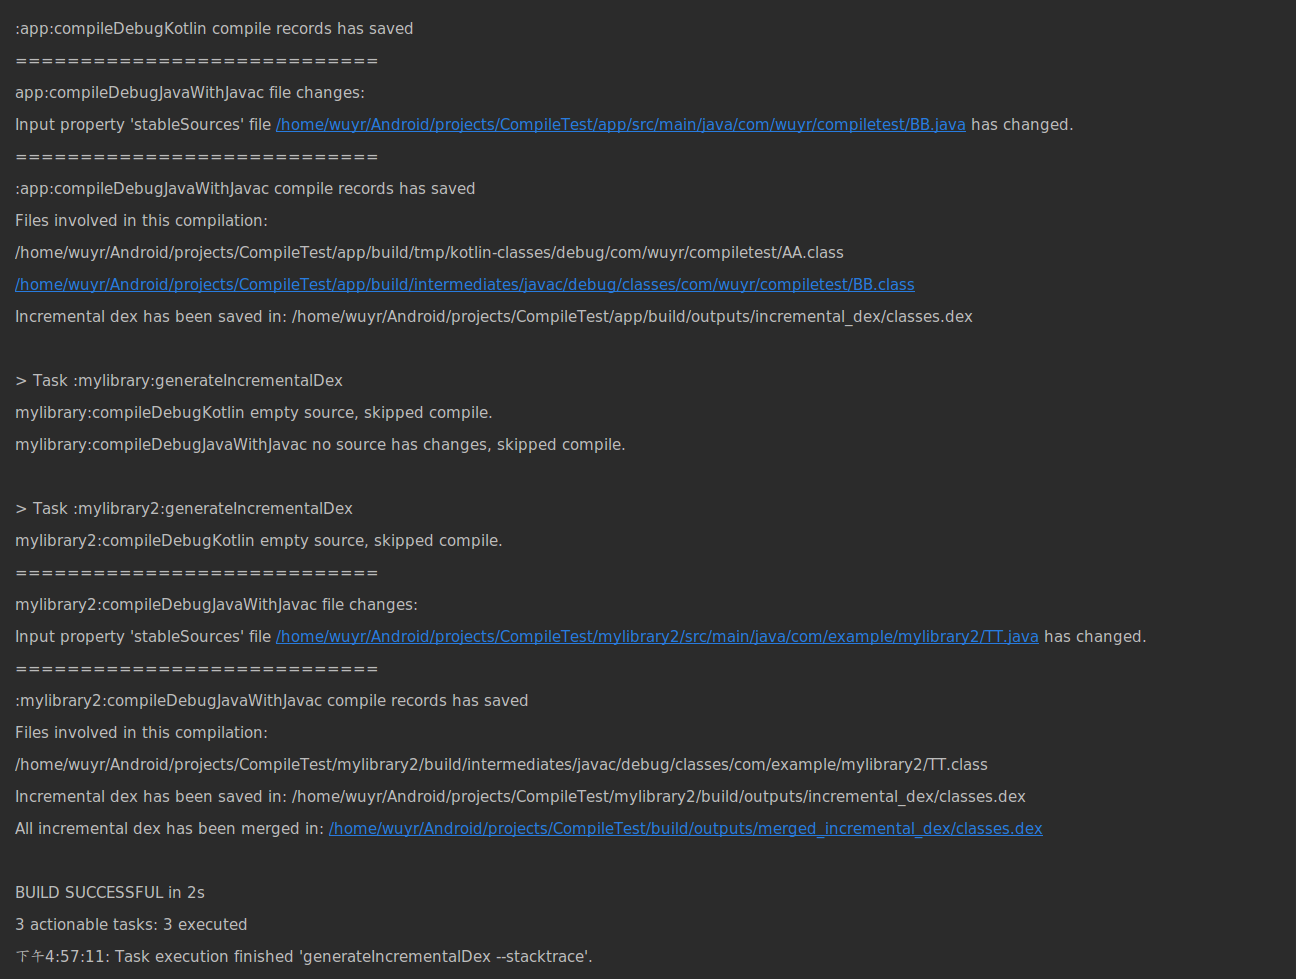 :app:compileDebugKotlin compile records has saved
============================
app:compileDebugJavaWithJavac file changes:
Input property 'stableSources' file /home/wuyr/Android/projects/CompileTest/app/src/main/java/com/wuyr/compiletest/BB.java has changed.
============================
:app:compileDebugJavaWithJavac compile records has saved
Files involved in this compilation:
/home/wuyr/Android/projects/CompileTest/app/build/tmp/kotlin-classes/debug/com/wuyr/compiletest/AA.class
/home/wuyr/Android/projects/CompileTest/app/build/intermediates/javac/debug/classes/com/wuyr/compiletest/BB.class
Incremental dex has been saved in: /home/wuyr/Android/projects/CompileTest/app/build/outputs/incremental_dex/classes.dex
> Task :mylibrary:generateIncrementalDex
mylibrary:compileDebugKotlin empty source, skipped compile.
mylibrary:compileDebugJavaWithJavac no source has changes, skipped compile.
> Task :mylibrary2:generateIncrementalDex
mylibrary2:compileDebugKotlin empty source, skipped compile.
============================
mylibrary2:compileDebugJavaWithJavac file changes:
Input property 'stableSources' file /home/wuyr/Android/projects/CompileTest/mylibrary2/src/main/java/com/example/mylibrary2/TT.java has changed.
============================
:mylibrary2:compileDebugJavaWithJavac compile records has saved
Files involved in this compilation:
/home/wuyr/Android/projects/CompileTest/mylibrary2/build/intermediates/javac/debug/classes/com/example/mylibrary2/TT.class
Incremental dex has been saved in: /home/wuyr/Android/projects/CompileTest/mylibrary2/build/outputs/incremental_dex/classes.dex
All incremental dex has been merged in: /home/wuyr/Android/projects/CompileTest/build/outputs/merged_incremental_dex/classes.dex
BUILD SUCCESSFUL in 2s
3 actionable tasks: 3 executed
下午4:57:11: Task execution finished 'generateIncrementalDex --stacktrace'.